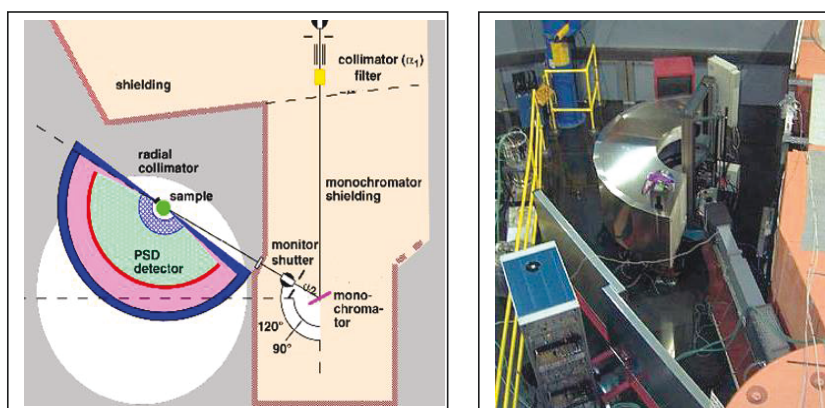 collimator (α₁)
filter
shielding
radial
collimator
sample
monochromator
shielding
PSD
detector
monitor
shutter
α2
mono-
chroma-
tor
120°
90°